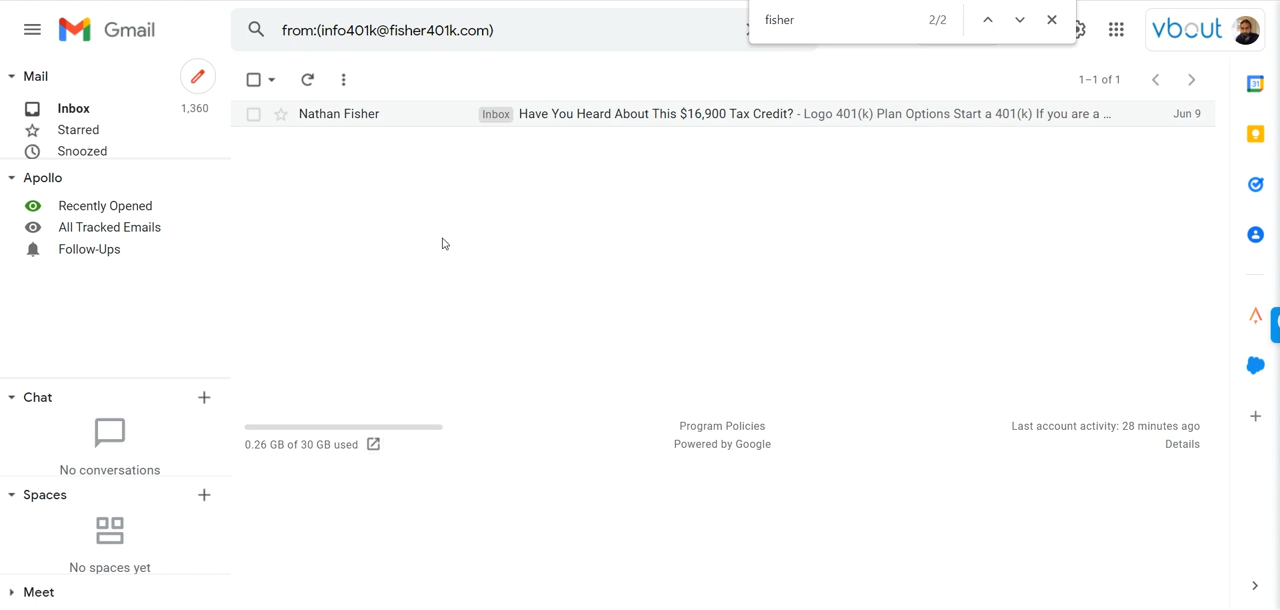 Gmail
from:(info401k@fisher401k.com)
fisher 2/2
vbout
Mail
1–1 of 1
Inbox 1,360
Nathan Fisher Inbox Have You Heard About This $16,900 Tax Credit? - Logo 401(k) Plan Options Start a 401(k) If you are a ... Jun 9
Starred
Snoozed
Apollo
Recently Opened
All Tracked Emails
Follow-Ups
31
Chat
No conversations
0.26 GB of 30 GB used
Program Policies
Powered by Google
Last account activity: 28 minutes ago
Details
Spaces
No spaces yet
Meet